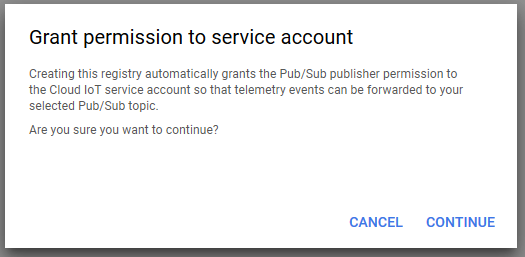 Grant permission to service account
Creating this registry automatically grants the Pub/Sub publisher permission to
the Cloud IoT service account so that telemetry events can be forwarded to your
selected Pub/Sub topic.
Are you sure you want to continue?
CANCEL CONTINUE